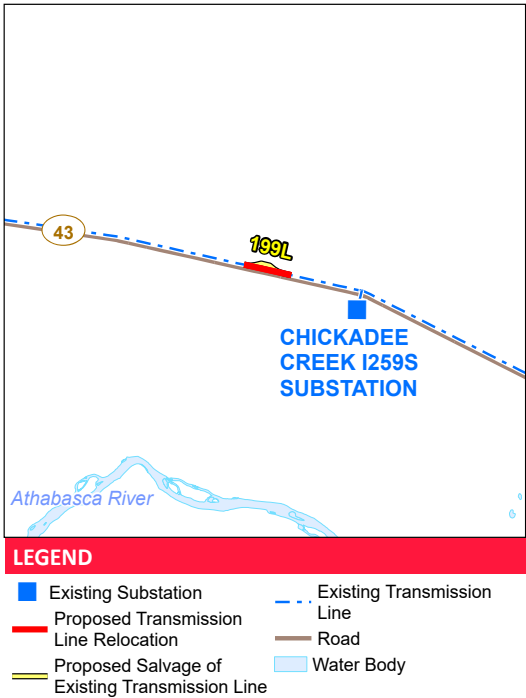 43
199L
CHICKADEE
CREEK I259S
SUBSTATION
Athabasca River
LEGEND
Existing Substation
Proposed Transmission
Line Relocation
Proposed Salvage of
Existing Transmission Line
Existing Transmission
Line
Road
Water Body